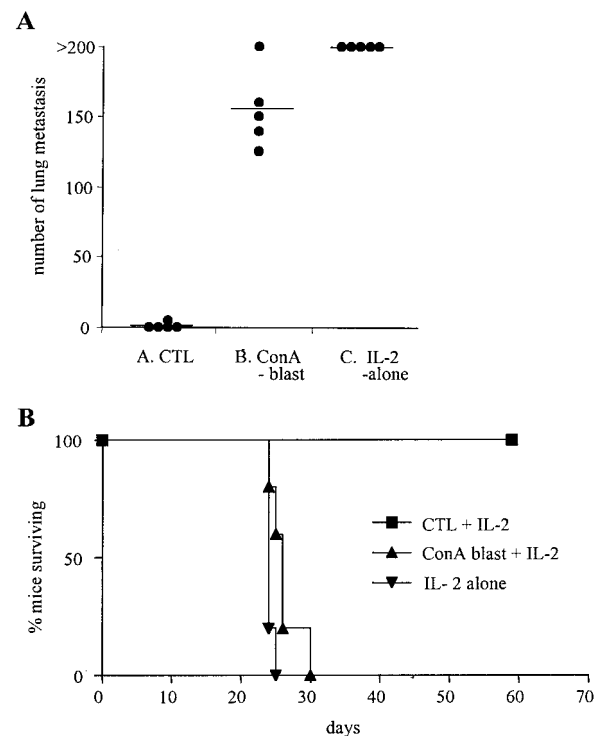 A
number of lung metastasis
>200
150
100
50
0
A. CTL
B. ConA
- blast
C. IL-2
-alone
B
% mice surviving
100
50
0
CTL + IL-2
ConA blast + IL-2
IL- 2 alone
0 10 20 30 40 50 60 70
days